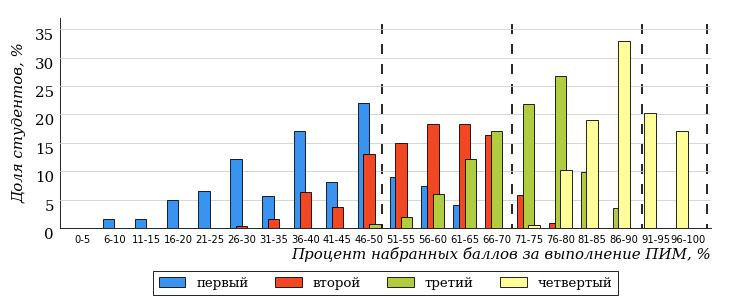 Доля студентов, %
35
30
25
20
15
10
5
0
0-5 6-10 11-15 16-20 21-25 26-30 31-35 36-40 41-45 46-50 51-55 56-60 61-65 66-70 71-75 76-80 81-85 86-90 91-95 96-100
Процент набранных баллов за выполнение ПИМ, %
первый второй третий четвертый